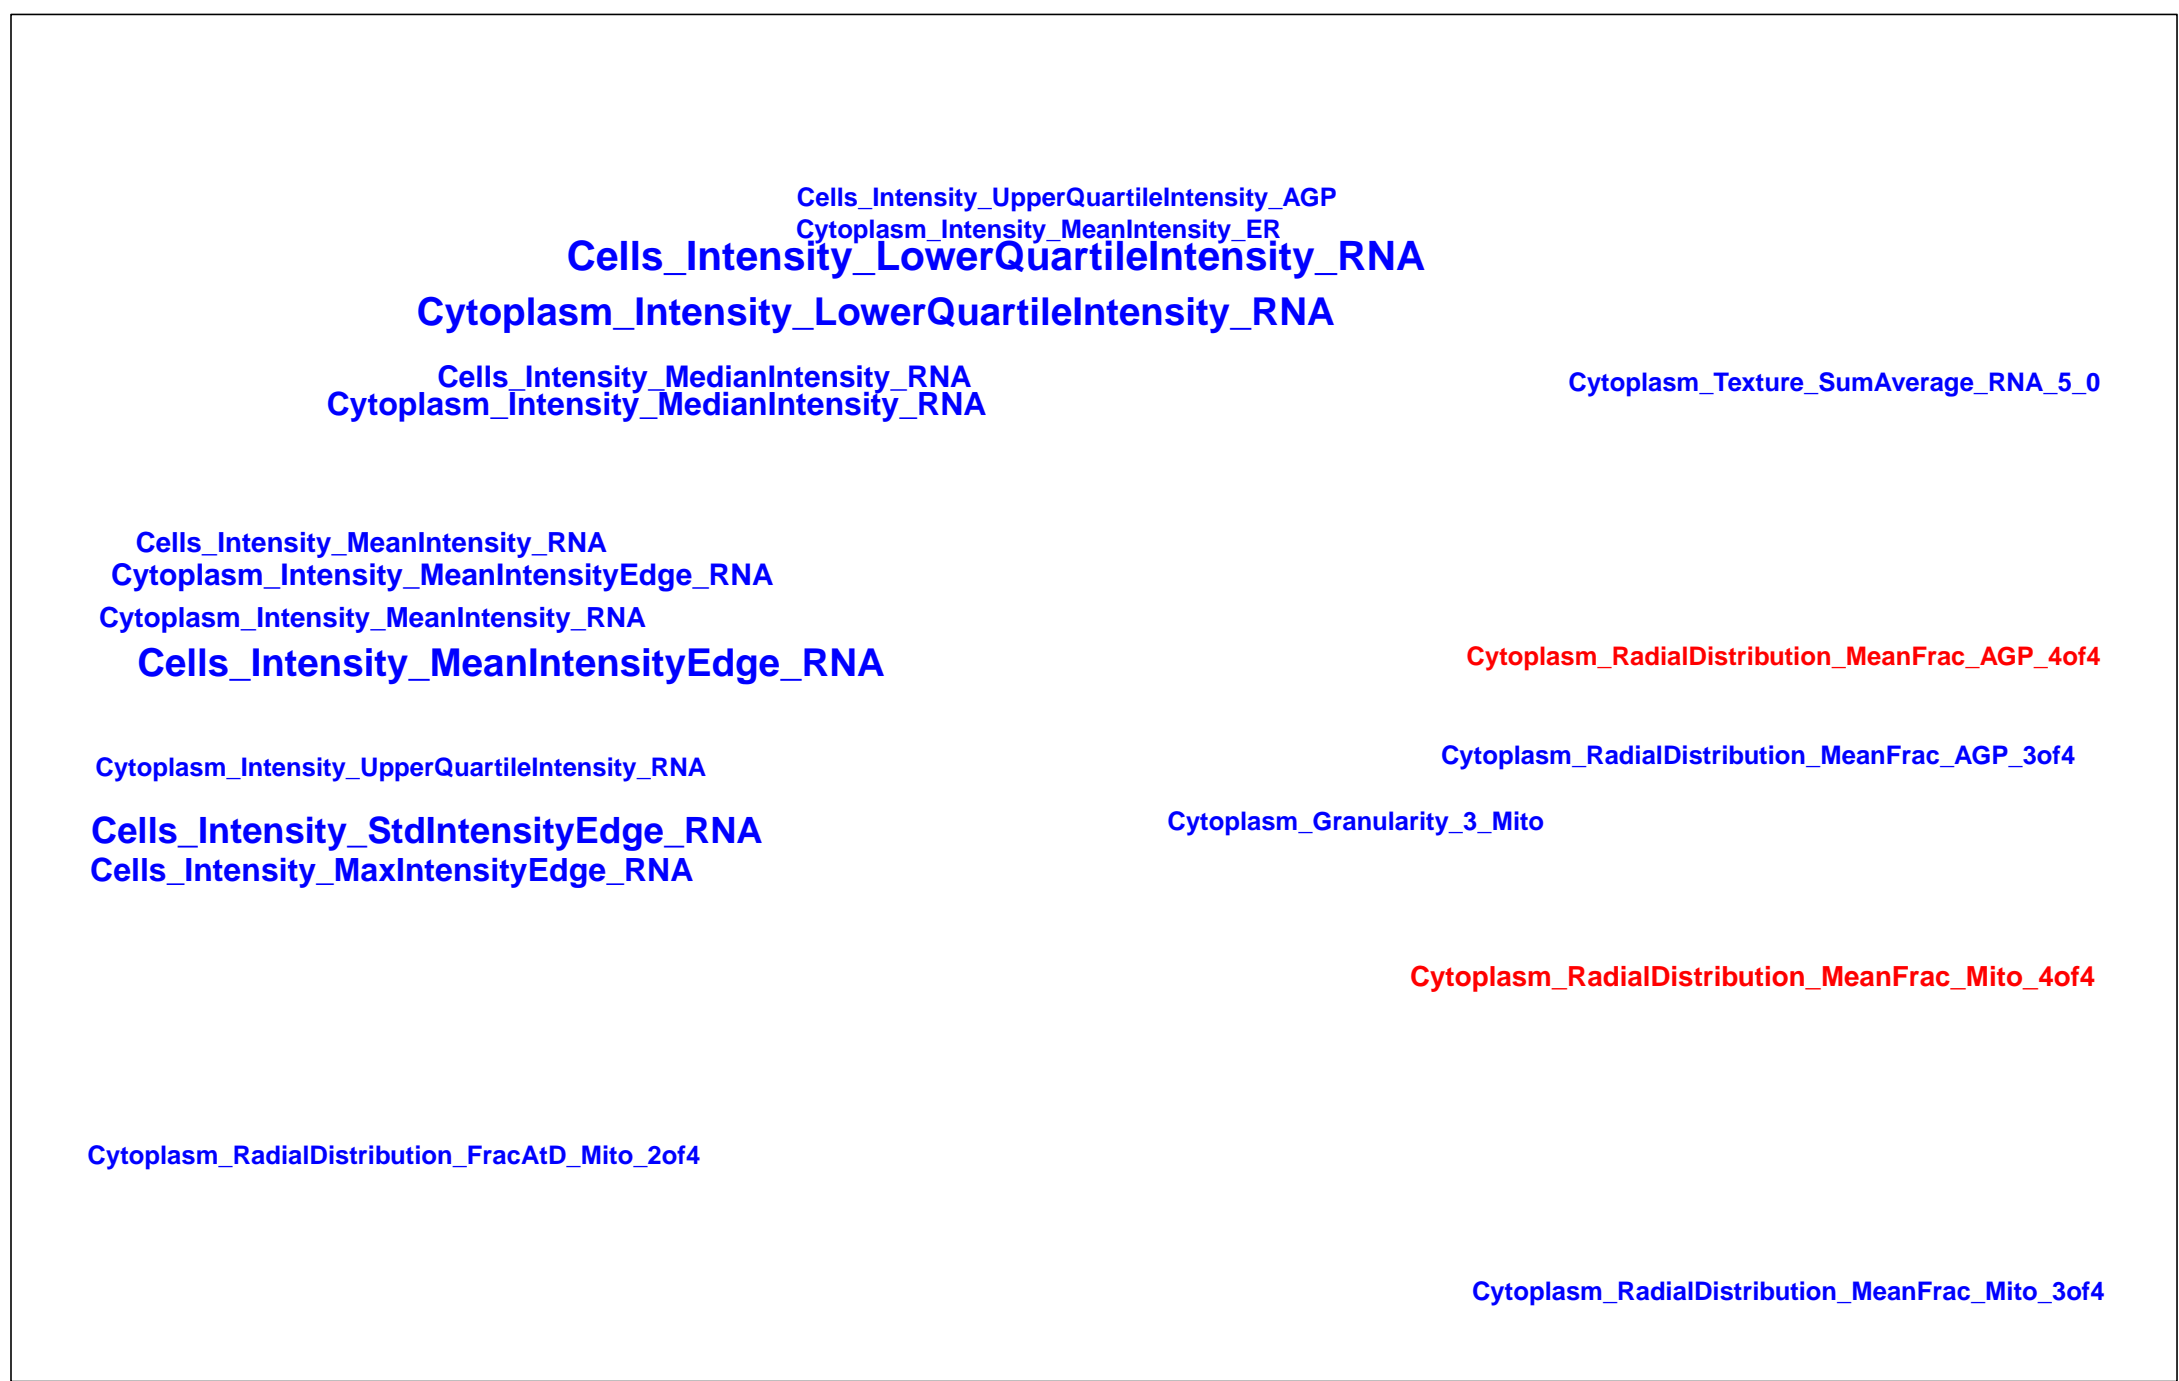 Cells_Intensity_UpperQuartileIntensity_AGP
Cytoplasm_Intensity_MeanIntensity_ER
Cells_Intensity_LowerQuartileIntensity_RNA
Cytoplasm_Intensity_LowerQuartileIntensity_RNA
Cells_Intensity_MedianIntensity_RNA
Cytoplasm_Texture_SumAverage_RNA_5_0
Cytoplasm_Intensity_MedianIntensity_RNA
Cells_Intensity_MeanIntensity_RNA
Cytoplasm_Intensity_MeanIntensityEdge_RNA
Cytoplasm_Intensity_MeanIntensity_RNA
Cells_Intensity_MeanIntensityEdge_RNA
Cytoplasm_RadialDistribution_MeanFrac_AGP_4of4
Cytoplasm_RadialDistribution_MeanFrac_AGP_3of4
Cytoplasm_Intensity_UpperQuartileIntensity_RNA
Cytoplasm_Granularity_3_Mito
Cells_Intensity_StdIntensityEdge_RNA
Cells_Intensity_MaxIntensityEdge_RNA
Cytoplasm_RadialDistribution_MeanFrac_Mito_4of4
Cytoplasm_RadialDistribution_FracAtD_Mito_2of4
Cytoplasm_RadialDistribution_MeanFrac_Mito_3of4